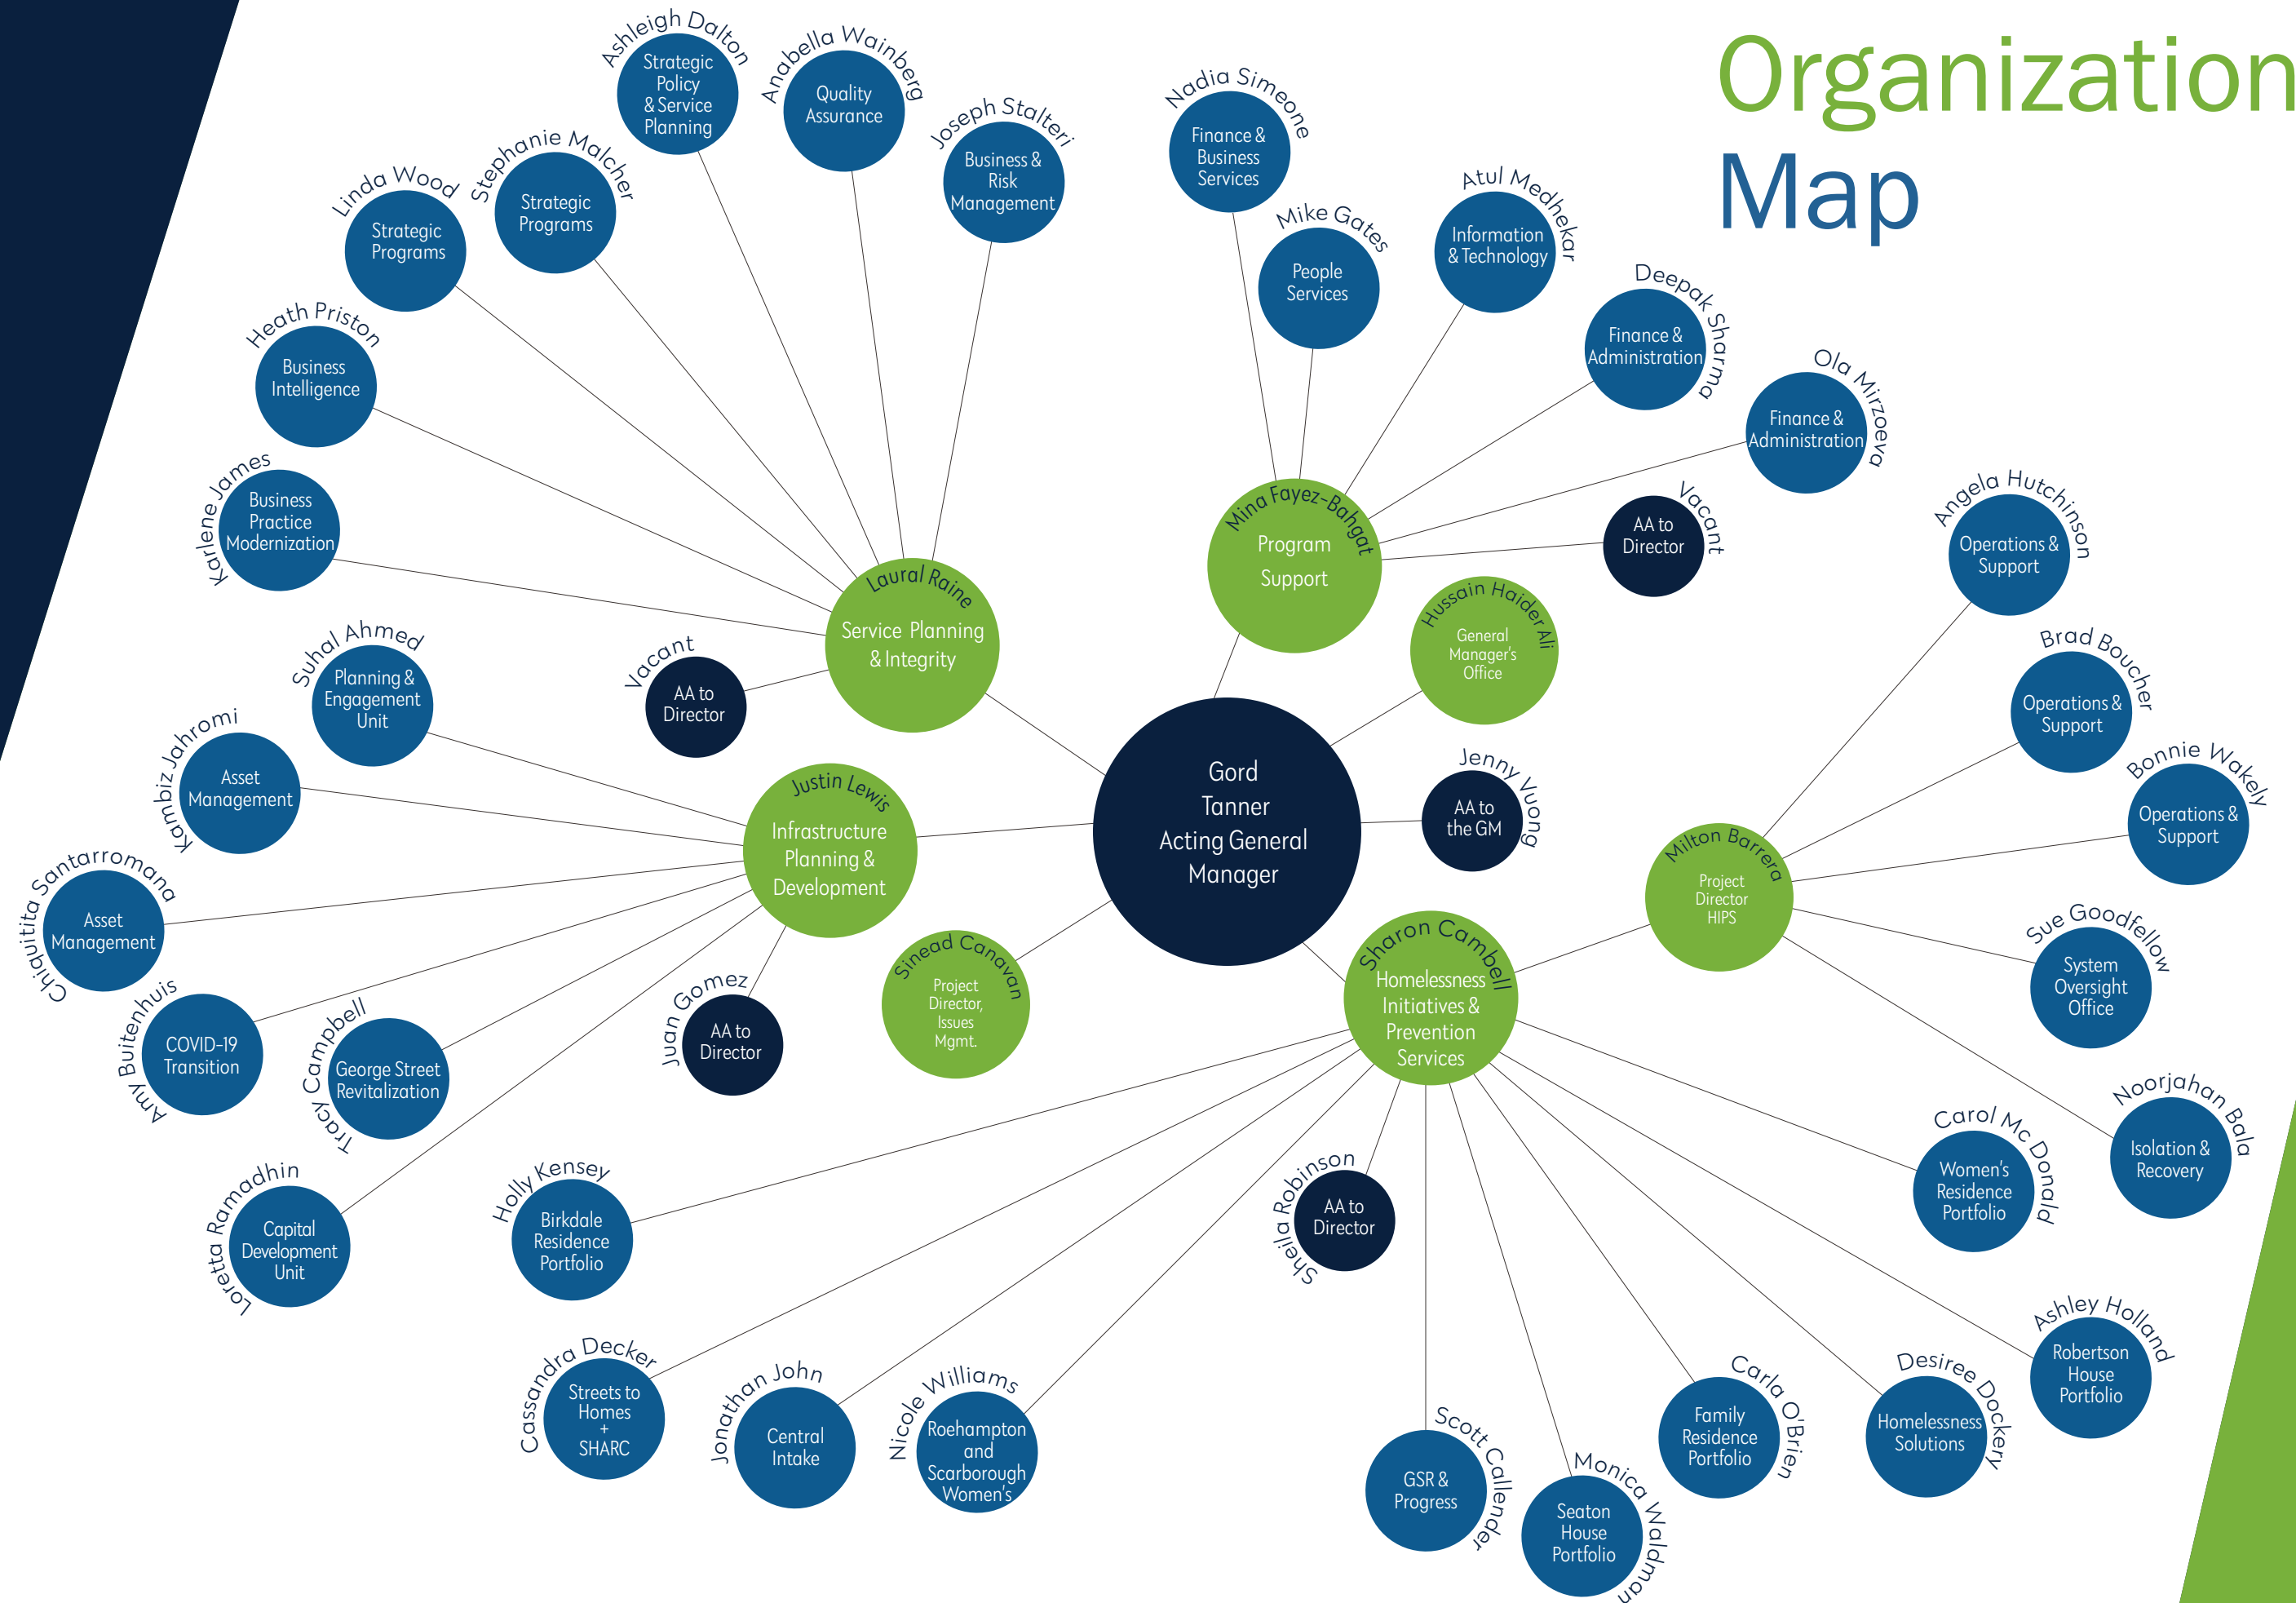 Organization
Map
Ashleigh Dalton
Strategic
Policy
& Service
Planning
Anabella Wainberg
Quality
Assurance
Joseph Stalteri
Business &
Risk
Management
Stephanie Malcher
Strategic
Programs
Linda Wood
Strategic
Programs
Heath Priston
Business
Intelligence
Karlene James
Business
Practice
Modernization
Laural Raine
Service Planning
& Integrity
Vacant
AA to
Director
Nadia Simeone
Finance &
Business
Services
Mike Gates
People
Services
Atul Medhekar
Information
& Technology
Deepak Sharma
Finance &
Administration
Ola Mirzoeva
Finance &
Administration
Vacant
AA to
Director
Mina Fayez-Bahgat
Program
Support
Hussain Haider Ali
General
Manager's
Office
Gord
Tanner
Acting General
Manager
Jenny Vuong
AA to
the GM
Suhal Ahmed
Planning &
Engagement
Unit
Kambiz Jahromi
Asset
Management
Chiquitita Santarromana
Asset
Management
Amy Buitenhuis
COVID-19
Transition
Tracy Campbell
George Street
Revitalization
Loretta Ramadhin
Capital
Development
Unit
Justin Lewis
Infrastructure
Planning &
Development
Juan Gomez
AA to
Director
Sinead Canavan
Project
Director,
Issues
Mgmt.
Sharon Cambell
Homelessness
Initiatives &
Prevention
Services
Milton Barrera
Project
Director
HIPS
Angela Hutchinson
Operations &
Support
Brad Boucher
Operations &
Support
Bonnie Wakely
Operations &
Support
Sue Goodfellow
System
Oversight
Office
Noorjahan Bala
Isolation &
Recovery
Holly Kensey
Birkdale
Residence
Portfolio
Cassandra Decker
Streets to
Homes
+
SHARC
Jonathan John
Central
Intake
Nicole Williams
Roehampton
and
Scarborough
Women's
Sheila Robinson
AA to
Director
Scott Callender
GSR &
Progress
Monica Waldman
Seaton
House
Portfolio
Carla O'Brien
Family
Residence
Portfolio
Desiree Dockery
Homelessness
Solutions
Ashley Holland
Robertson
House
Portfolio
Carol Mc Donald
Women's
Residence
Portfolio